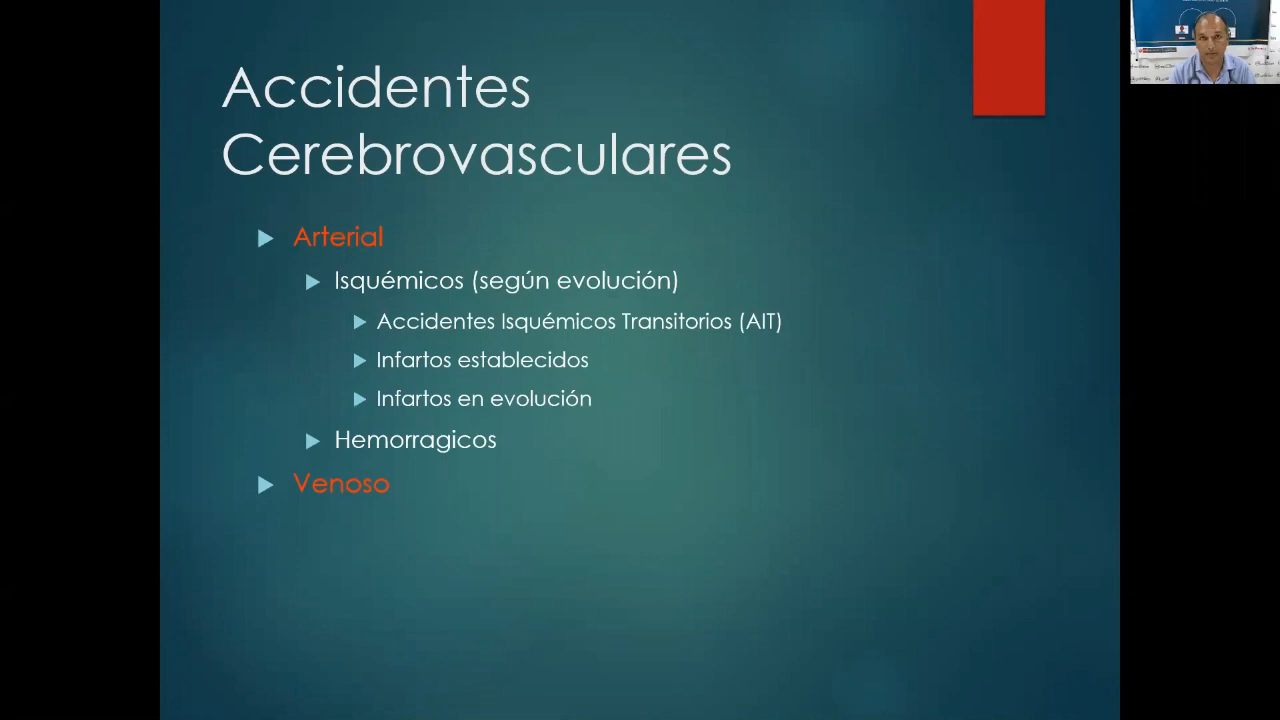 Accidentes
Cerebrovasculares
Arterial
Isquémicos (según evolución)
Accidentes Isquémicos Transitorios (AIT)
Infartos establecidos
Infartos en evolución
Hemorragicos
Venoso